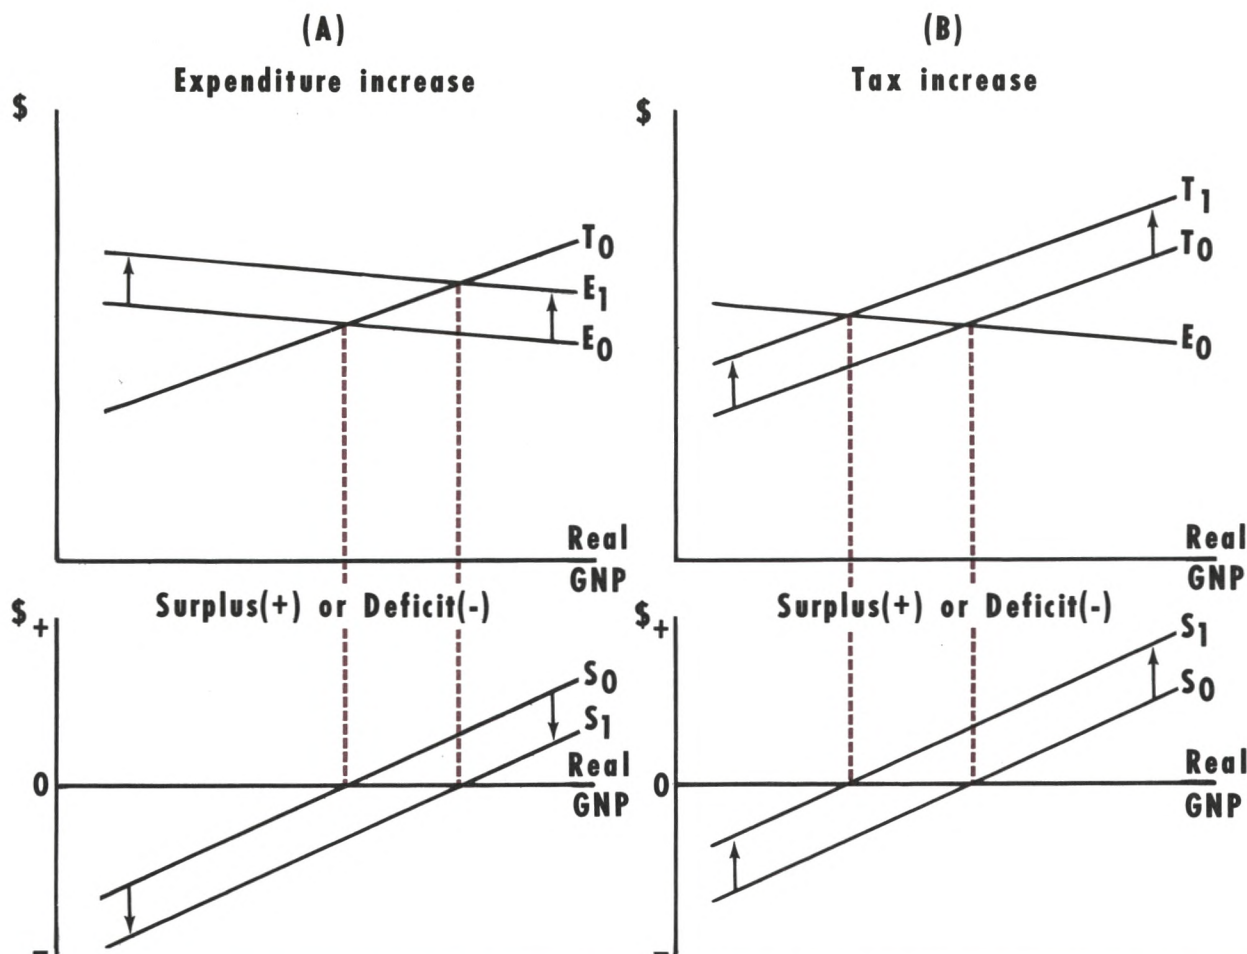 (A)
Expenditure increase
$
T0
E1
E0
Real
GNP
Surplus(+) or Deficit(-)
$
+
S0
S1
0
Real
GNP
-
(B)
Tax increase
$
T1
T0
E0
Real
GNP
Surplus(+) or Deficit(-)
$
+
S1
S0
0
Real
GNP
-